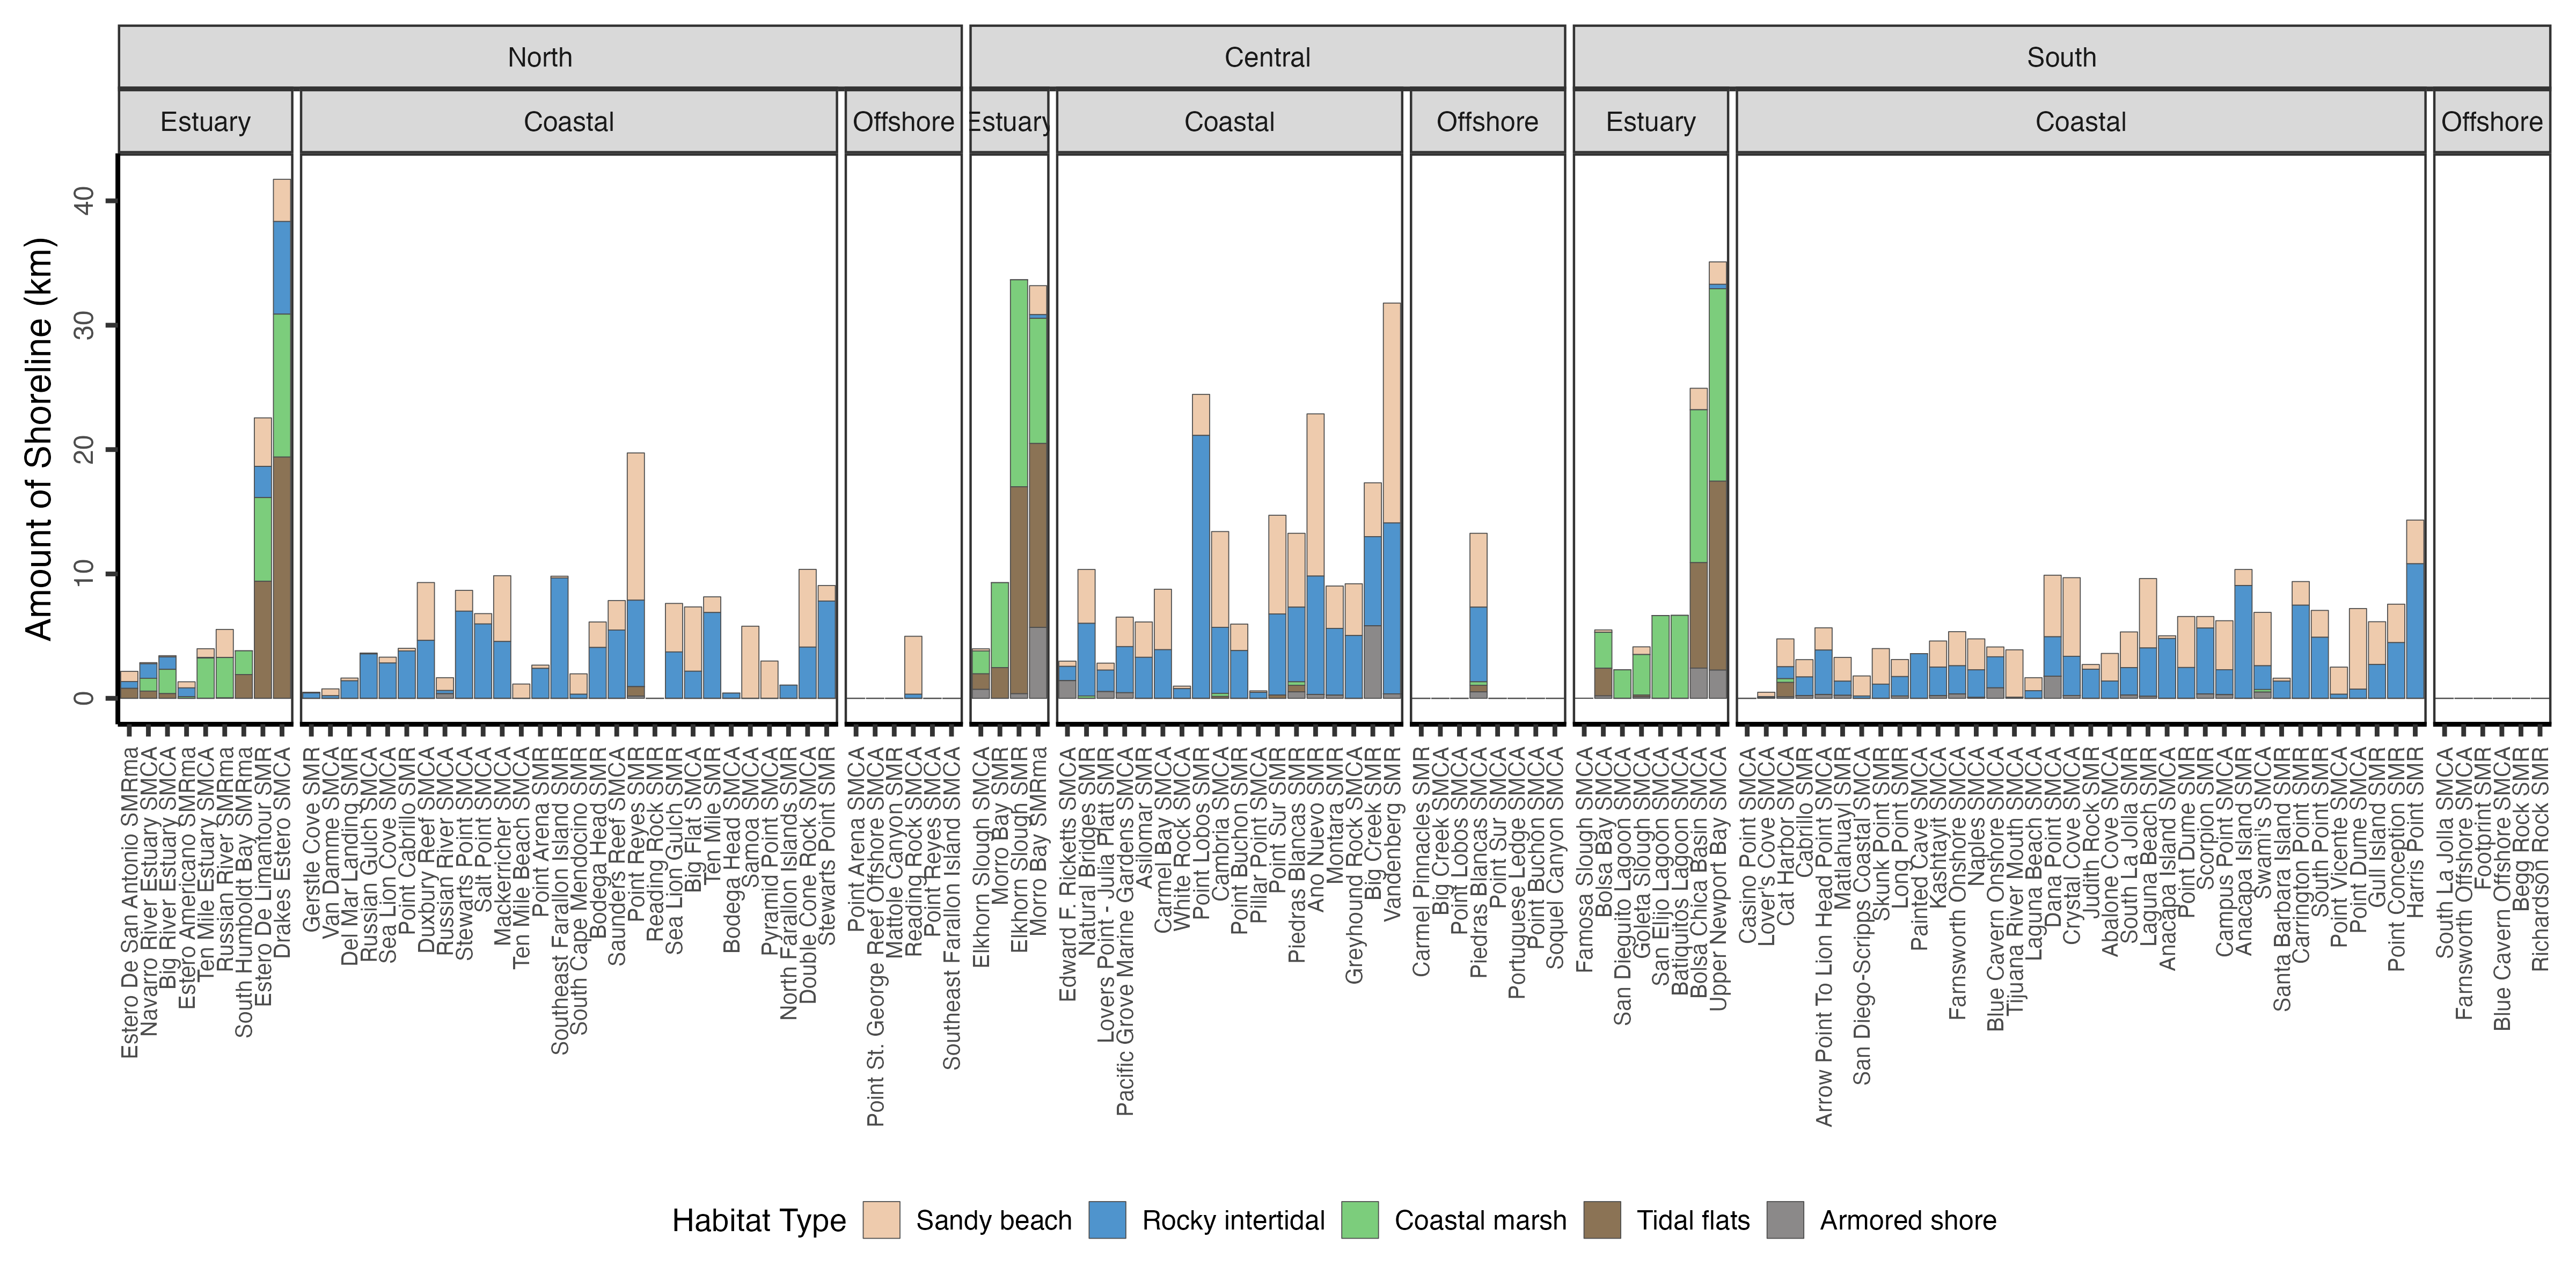 North
Central
South
Estuary
Coastal
Offshore
Estuary
Coastal
Offshore
Estuary
Coastal
Offshore
Amount of Shoreline (km)
40
30
20
10
0
Estero De San Antonio SMRma
Navarro River Estuary SMCA
Big River Estuary SMCA
Estero Americano SMRma
Ten Mile Estuary SMCA
Russian River SMRma
South Humboldt Bay SMRma
Estero De Limantour SMR
Drakes Estero SMCA
Gerstle Cove SMR
Van Damme SMCA
Del Mar Landing SMR
Russian Gulch SMCA
Sea Lion Cove SMCA
Point Cabrillo SMR
Duxbury Reef SMCA
Russian River SMCA
Stewarts Point SMCA
Salt Point SMCA
Mackerricher SMCA
Ten Mile Beach SMCA
Point Arena SMR
Southeast Farallon Island SMR
South Cape Mendocino SMR
Bodega Head SMR
Saunders Reef SMCA
Point Reyes SMR
Reading Rock SMR
Sea Lion Gulch SMR
Big Flat SMCA
Ten Mile SMR
Bodega Head SMCA
Samoa SMCA
Pyramid Point SMCA
North Farallon Islands SMR
Double Cone Rock SMCA
Stewarts Point SMR
Point Arena SMCA
Point St. George Reef Offshore SMCA
Mattole Canyon SMR
Reading Rock SMCA
Point Reyes SMCA
Southeast Farallon Island SMCA
Elkhorn Slough SMCA
Morro Bay SMR
Elkhorn Slough SMR
Morro Bay SMRma
Edward F. Ricketts SMCA
Natural Bridges SMR
Lovers Point - Julia Platt SMR
Pacific Grove Marine Gardens SMCA
Asilomar SMR
Carmel Bay SMCA
White Rock SMCA
Point Lobos SMR
Cambria SMCA
Point Buchon SMR
Pillar Point SMCA
Point Sur SMR
Piedras Blancas SMR
Ano Nuevo SMR
Montara SMR
Greyhound Rock SMCA
Big Creek SMR
Vandenberg SMR
Carmel Pinnacles SMR
Big Creek SMCA
Point Lobos SMCA
Piedras Blancas SMCA
Point Sur SMCA
Portuguese Ledge SMCA
Point Buchon SMCA
Soquel Canyon SMCA
Famosa Slough SMCA
Bolsa Bay SMCA
San Dieguito Lagoon SMCA
Goleta Slough SMCA
San Elijo Lagoon SMCA
Batiquitos Lagoon SMCA
Bolsa Chica Basin SMCA
Upper Newport Bay SMCA
Casino Point SMCA
Lover's Cove SMCA
Cat Harbor SMCA
Cabrillo SMR
Arrow Point To Lion Head Point SMCA
Matlahuayl SMR
San Diego-Scripps Coastal SMCA
Skunk Point SMR
Long Point SMR
Painted Cave SMCA
Kashtayit SMCA
Farnsworth Onshore SMCA
Naples SMCA
Blue Cavern Onshore SMCA
Tijuana River Mouth SMCA
Laguna Beach SMCA
Dana Point SMCA
Crystal Cove SMCA
Judith Rock SMR
Abalone Cove SMCA
South La Jolla SMR
Laguna Beach SMR
Anacapa Island SMCA
Point Dume SMR
Scorpion SMR
Campus Point SMCA
Anacapa Island SMR
Swami's SMCA
Santa Barbara Island SMR
Carrington Point SMR
South Point SMR
Point Vicente SMCA
Point Dume SMCA
Gull Island SMR
Point Conception SMR
Harris Point SMR
South La Jolla SMCA
Farnsworth Offshore SMCA
Footprint SMR
Blue Cavern Offshore SMCA
Begg Rock SMR
Richardson Rock SMR
Habitat Type Sandy beach Rocky intertidal Coastal marsh Tidal flats Armored shore